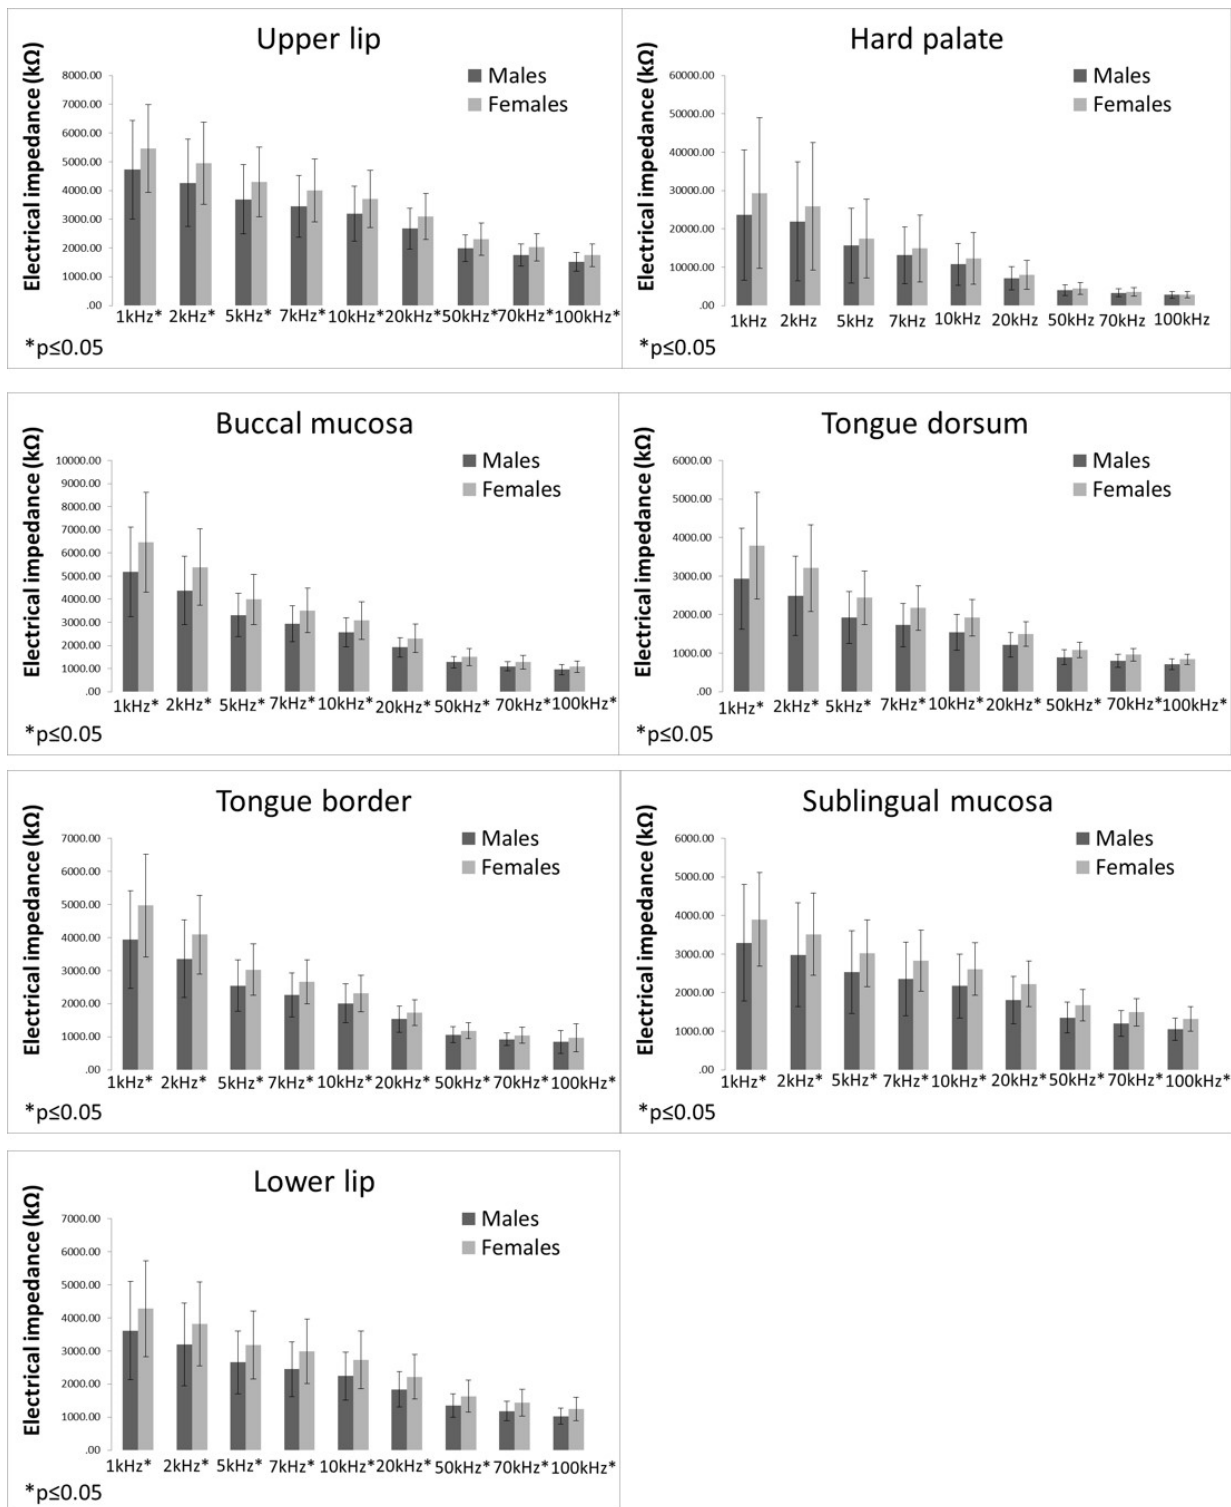 Upper lip
Electrical impedance (kΩ)
8000.00
7000.00
6000.00
5000.00
4000.00
3000.00
2000.00
1000.00
.00
Males
Females
1kHz* 2kHz* 5kHz* 7kHz* 10kHz* 20kHz* 50kHz* 70kHz* 100kHz*
*p≤0.05
Hard palate
Electrical impedance (kΩ)
60000.00
50000.00
40000.00
30000.00
20000.00
10000.00
.00
Males
Females
1kHz 2kHz 5kHz 7kHz 10kHz 20kHz 50kHz 70kHz 100kHz
Buccal mucosa
Electrical impedance (kΩ)
10000.00
9000.00
8000.00
7000.00
6000.00
5000.00
4000.00
3000.00
2000.00
1000.00
.00
Males
Females
1kHz* 2kHz* 5kHz* 7kHz* 10kHz* 20kHz* 50kHz* 70kHz* 100kHz*
*p≤0.05
Tongue dorsum
Electrical impedance (kΩ)
6000.00
5000.00
4000.00
3000.00
2000.00
1000.00
.00
Males
Females
1kHz* 2kHz* 5kHz* 7kHz* 10kHz* 20kHz* 50kHz* 70kHz* 100kHz*
*p≤0.05
Tongue border
Electrical impedance (kΩ)
7000.00
6000.00
5000.00
4000.00
3000.00
2000.00
1000.00
.00
Males
Females
1kHz* 2kHz* 5kHz* 7kHz* 10kHz* 20kHz* 50kHz* 70kHz* 100kHz*
*p≤0.05
Sublingual mucosa
Electrical impedance (kΩ)
6000.00
5000.00
4000.00
3000.00
2000.00
1000.00
.00
Males
Females
1kHz* 2kHz* 5kHz* 7kHz* 10kHz* 20kHz* 50kHz* 70kHz* 100kHz*
*p≤0.05
Lower lip
Electrical impedance (kΩ)
7000.00
6000.00
5000.00
4000.00
3000.00
2000.00
1000.00
.00
Males
Females
1kHz* 2kHz* 5kHz* 7kHz* 10kHz* 20kHz* 50kHz* 70kHz* 100kHz*
*p≤0.05